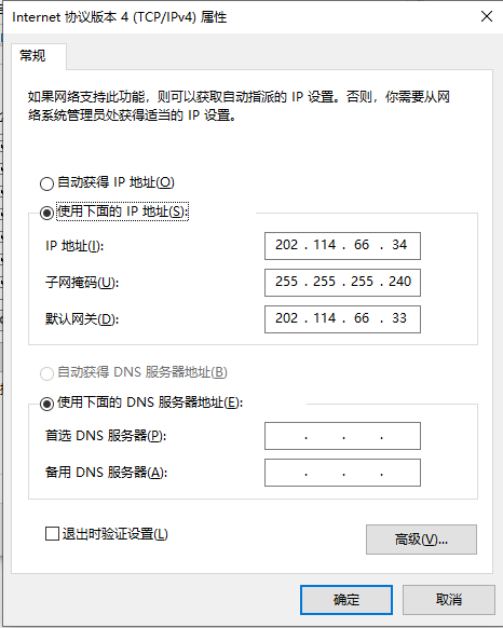 Internet 协议版本 4 (TCP/IPv4) 属性
常规
如果网络支持此功能，则可以获取自动指派的 IP 设置。否则，你需要从网
络系统管理员处获得适当的 IP 设置。
自动获得 IP 地址(O)
使用下面的 IP 地址(S):
IP 地址(I): 202 . 114 . 66 . 34
子网掩码(U): 255 . 255 . 255 . 240
默认网关(D): 202 . 114 . 66 . 33
自动获得 DNS 服务器地址(B)
使用下面的 DNS 服务器地址(E):
首选 DNS 服务器(P): . . .
备用 DNS 服务器(A): . . .
退出时验证设置(L)
高级(V)...
确定 取消